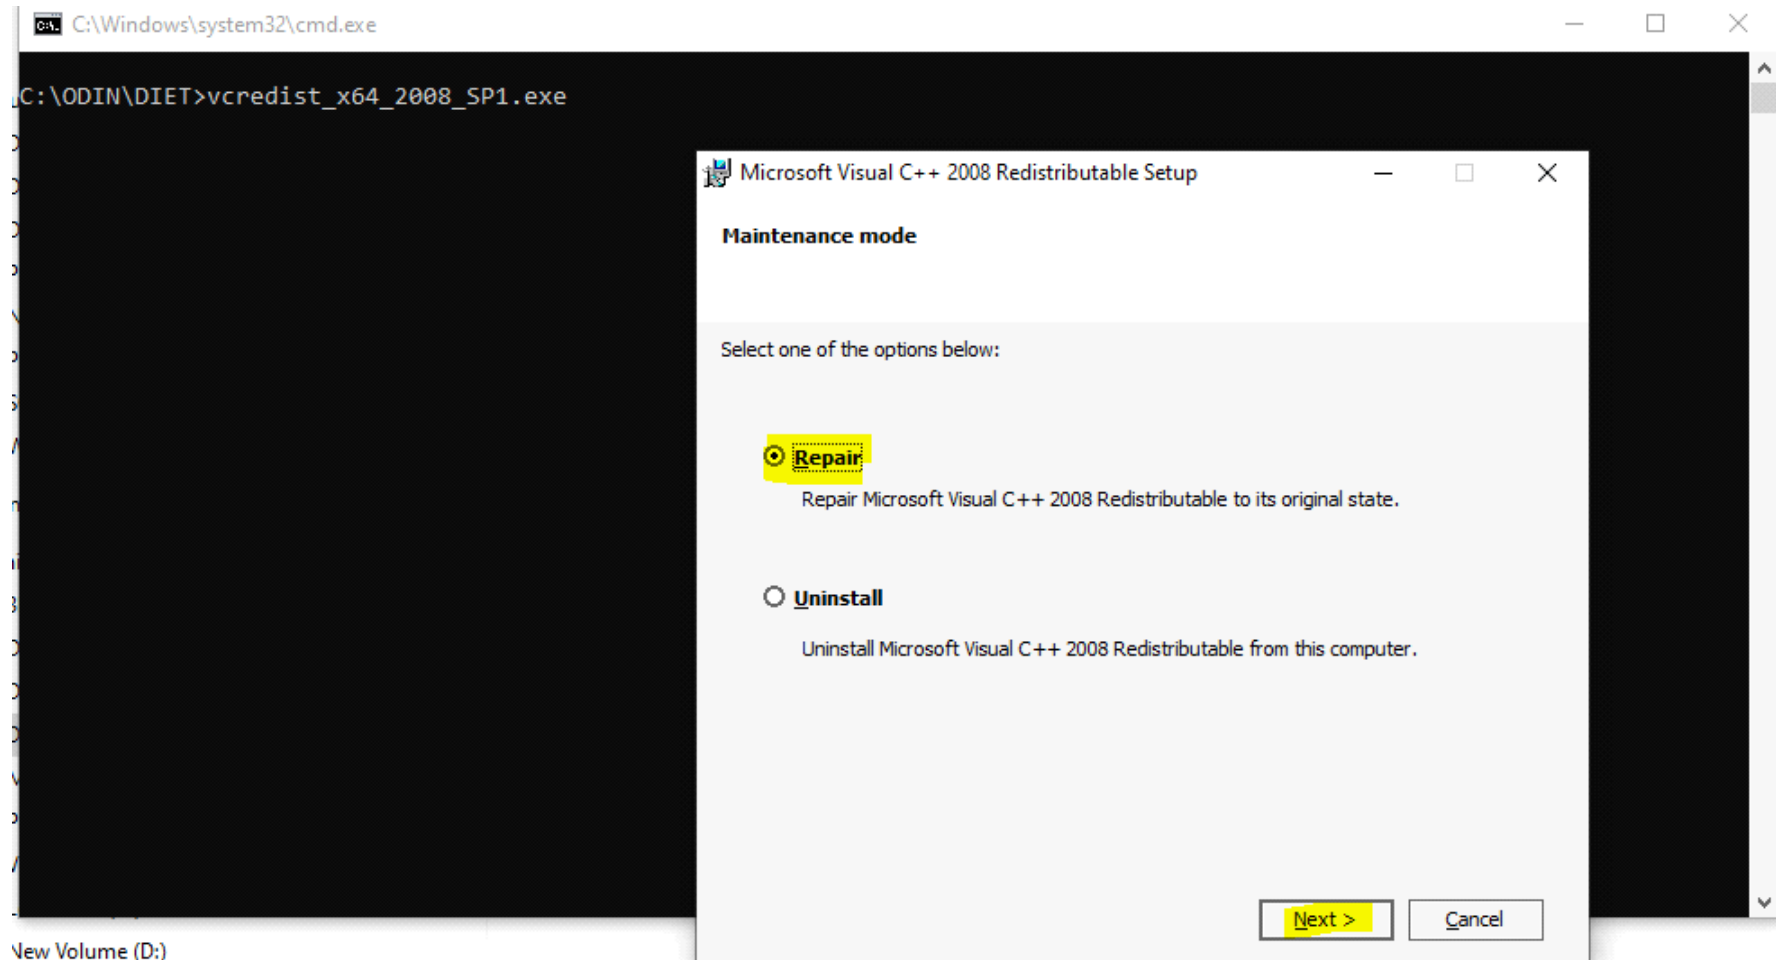 C:\Windows\system32\cmd.exe
C:\ODIN\DIET>vcredist_x64_2008_SP1.exe
Microsoft Visual C++ 2008 Redistributable Setup
Maintenance mode
Select one of the options below:
Repair
Repair Microsoft Visual C++ 2008 Redistributable to its original state.
Uninstall
Uninstall Microsoft Visual C++ 2008 Redistributable from this computer.
Next >
Cancel
New Volume (D:)